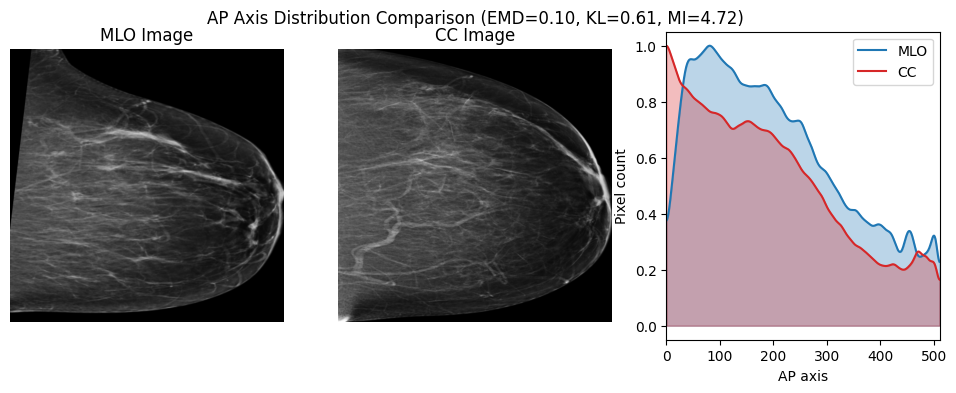 AP Axis Distribution Comparison (EMD=0.10, KL=0.61, MI=4.72)
MLO Image
CC Image
MLO
CC
Pixel count
1.0
0.8
0.6
0.4
0.2
0.0
0 100 200 300 400 500
AP axis